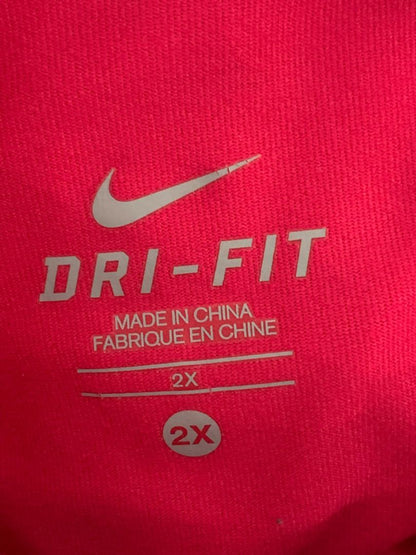 DRI-FIT
MADE IN CHINA
FABRIQUE EN CHINE
2X
2X